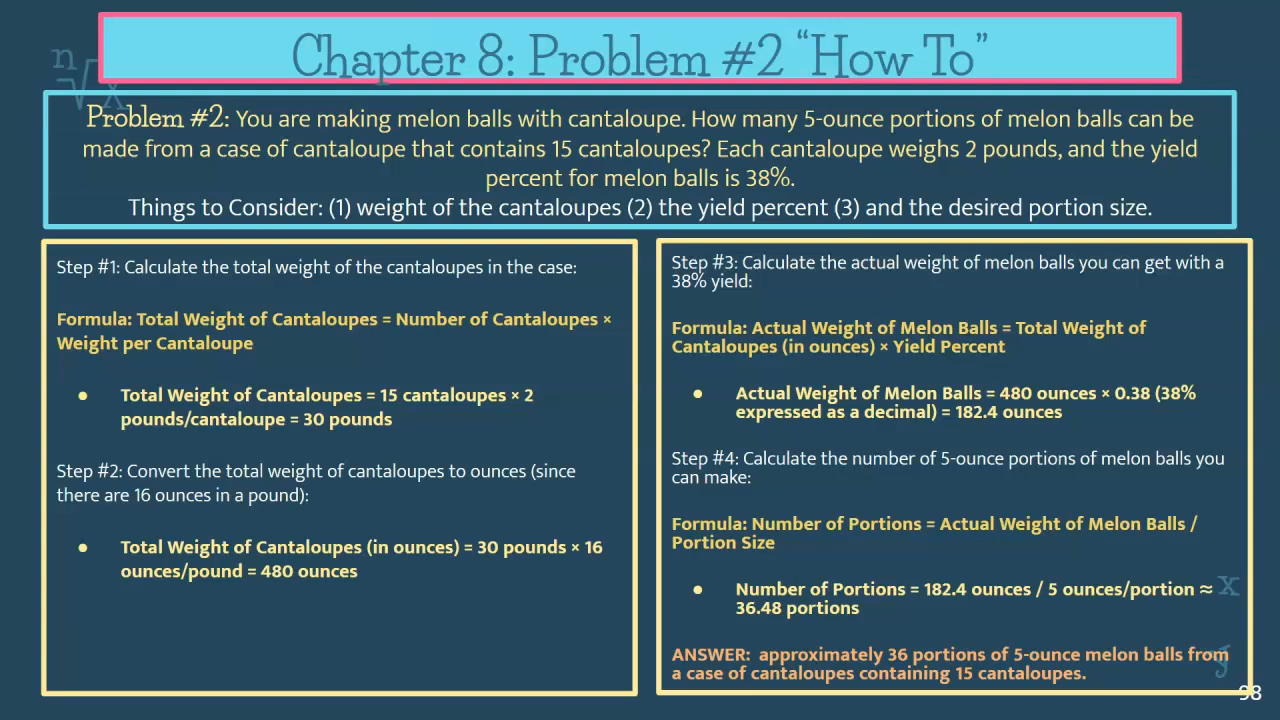 Chapter 8: Problem #2 “How To”
n
√x
Problem #2: You are making melon balls with cantaloupe. How many 5-ounce portions of melon balls can be
made from a case of cantaloupe that contains 15 cantaloupes? Each cantaloupe weighs 2 pounds, and the yield
percent for melon balls is 38%.
Things to Consider: (1) weight of the cantaloupes (2) the yield percent (3) and the desired portion size.
Step #1: Calculate the total weight of the cantaloupes in the case:
Formula: Total Weight of Cantaloupes = Number of Cantaloupes ×
Weight per Cantaloupe
● Total Weight of Cantaloupes = 15 cantaloupes × 2
pounds/cantaloupe = 30 pounds
Step #2: Convert the total weight of cantaloupes to ounces (since
there are 16 ounces in a pound):
● Total Weight of Cantaloupes (in ounces) = 30 pounds × 16
ounces/pound = 480 ounces
Step #3: Calculate the actual weight of melon balls you can get with a
38% yield:
Formula: Actual Weight of Melon Balls = Total Weight of
Cantaloupes (in ounces) × Yield Percent
● Actual Weight of Melon Balls = 480 ounces × 0.38 (38%
expressed as a decimal) = 182.4 ounces
Step #4: Calculate the number of 5-ounce portions of melon balls you
can make:
Formula: Number of Portions = Actual Weight of Melon Balls /
Portion Size
● Number of Portions = 182.4 ounces / 5 ounces/portion ≈
36.48 portions
x
ANSWER: approximately 36 portions of 5-ounce melon balls from
a case of cantaloupes containing 15 cantaloupes.
y
98